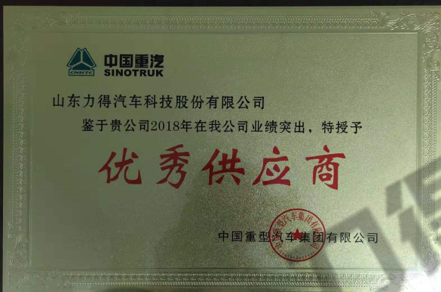 中国重汽
SINOTRUK
CNHTC
山东力得汽车科技股份有限公司
鉴于贵公司2018年在我公司业绩突出，特授予
优秀供应商
中国重型汽车集团有限公司
力得